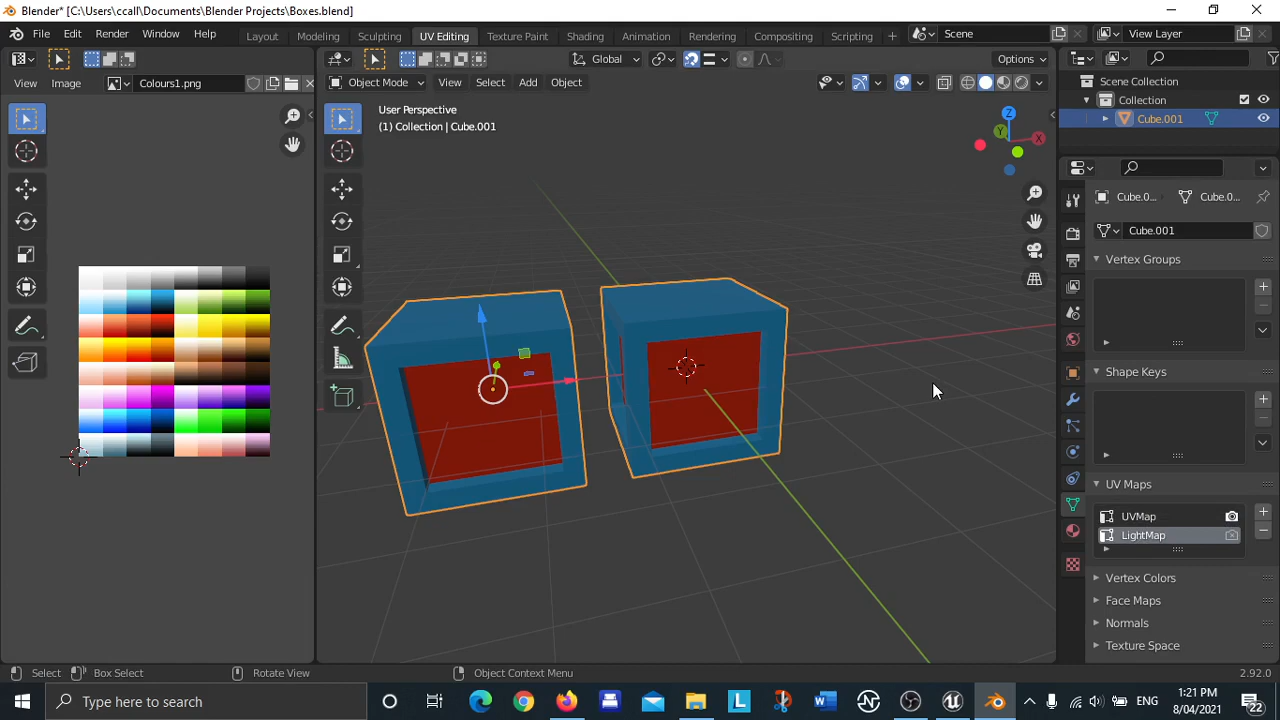 Blender* [C:\Users\ccall\Documents\Blender Projects\Boxes.blend]
File Edit Render Window Help Layout Modeling UV Editing Texture Paint Shading Animation Rendering Compositing Scripting Scene View Layer
Global Options
View Image Colours1.png Object Mode View Select Add Object
User Perspective
(1) Collection | Cube.001
Z
Y
X
Scene Collection
Collection
Cube.001
Cube.0... Cube.0...
Cube.001
Vertex Groups
Shape Keys
UV Maps
UVMap
LightMap
Vertex Colors
Face Maps
Normals
Texture Space
Select Box Select Rotate View Object Context Menu 2.92.0
Type here to search
L
W
ENG
1:21 PM
8/04/2021
22